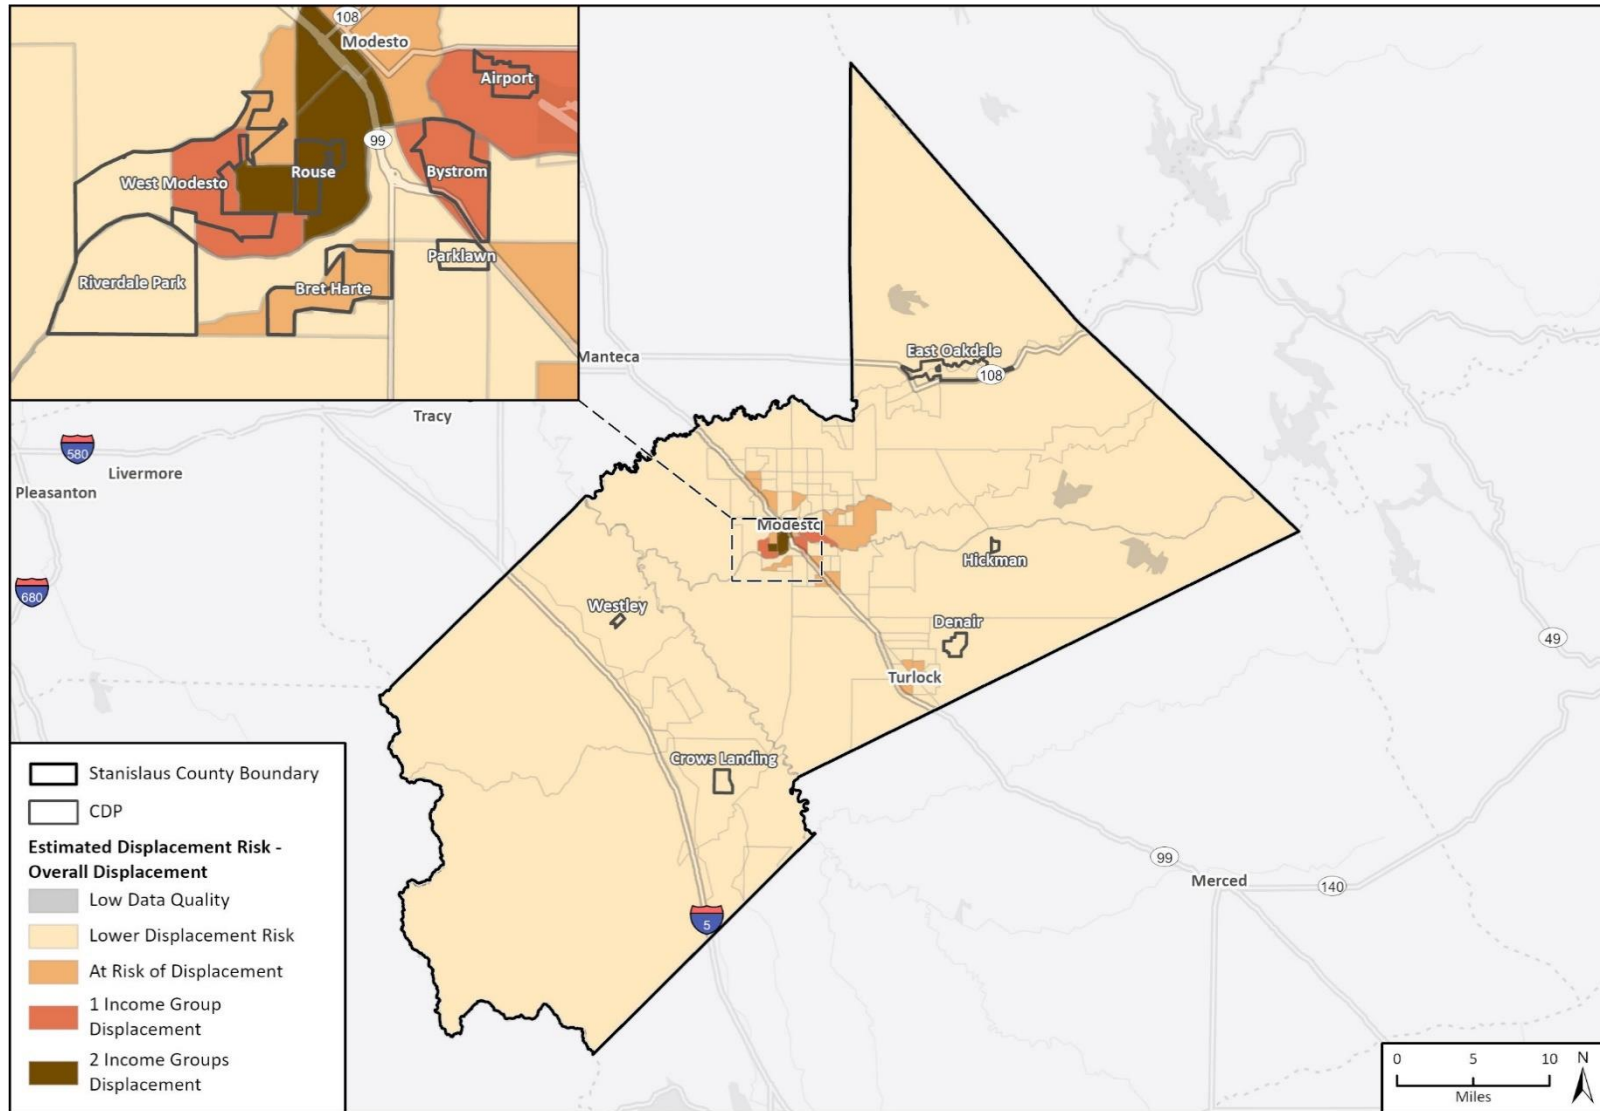 108
Modesto
Airport
99
West Modesto
Rouse
Bystrom
Parklawn
Riverdale Park
Bret Harte
Manteca
East Oakdale
108
Tracy
580
Livermore
Pleasanton
Modestc
Hickman
680
Westley
Denair
49
Turlock
Crows Landing
Stanislaus County Boundary
CDP
Estimated Displacement Risk -
Overall Displacement
Low Data Quality
Lower Displacement Risk
At Risk of Displacement
1 Income Group
Displacement
2 Income Groups
Displacement
99
Merced
140
5
0 5 10 N
Miles